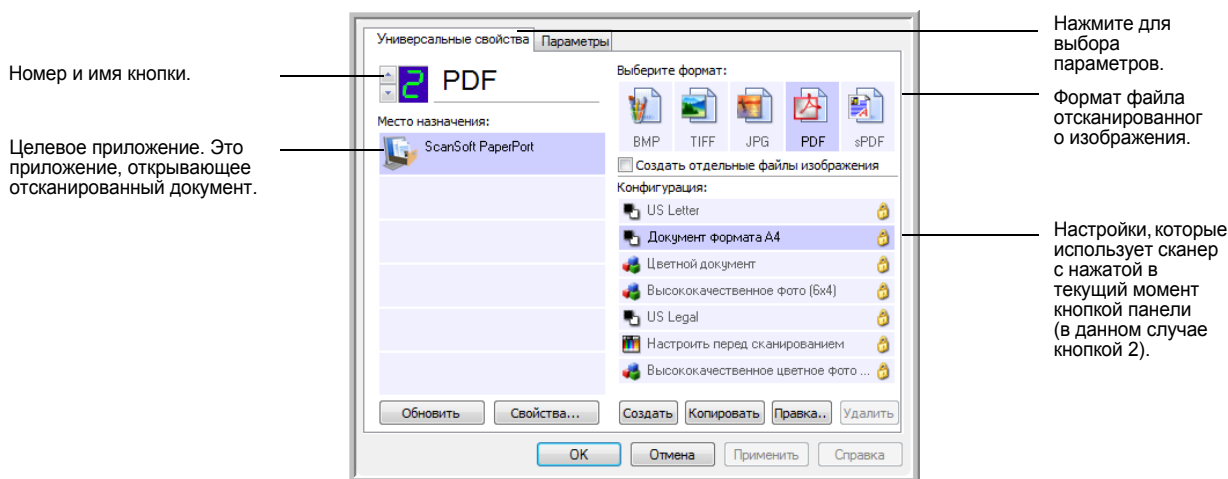 Номер и имя кнопки.
Целевое приложение. Это
приложение, открывающее
отсканированный документ.
Универсальные свойства
Параметры
2
PDF
Место назначения:
ScanSoft PaperPort
Обновить
Свойства...
Выберите формат:
BMP
TIFF
JPG
PDF
sPDF
Создать отдельные файлы изображения
Конфигурация:
US Letter
Документ формата A4
Цветной документ
Высококачественное фото (6x4)
US Legal
Настроить перед сканированием
Высококачественное цветное фото ...
Создать
Копировать
Правка..
Удалить
OK
Отмена
Применить
Справка
Нажмите для
выбора
параметров.
Формат файла
отсканированног
о изображения.
Настройки, которые
использует сканер
с нажатой в
текущий момент
кнопкой панели
(в данном случае
кнопкой 2).